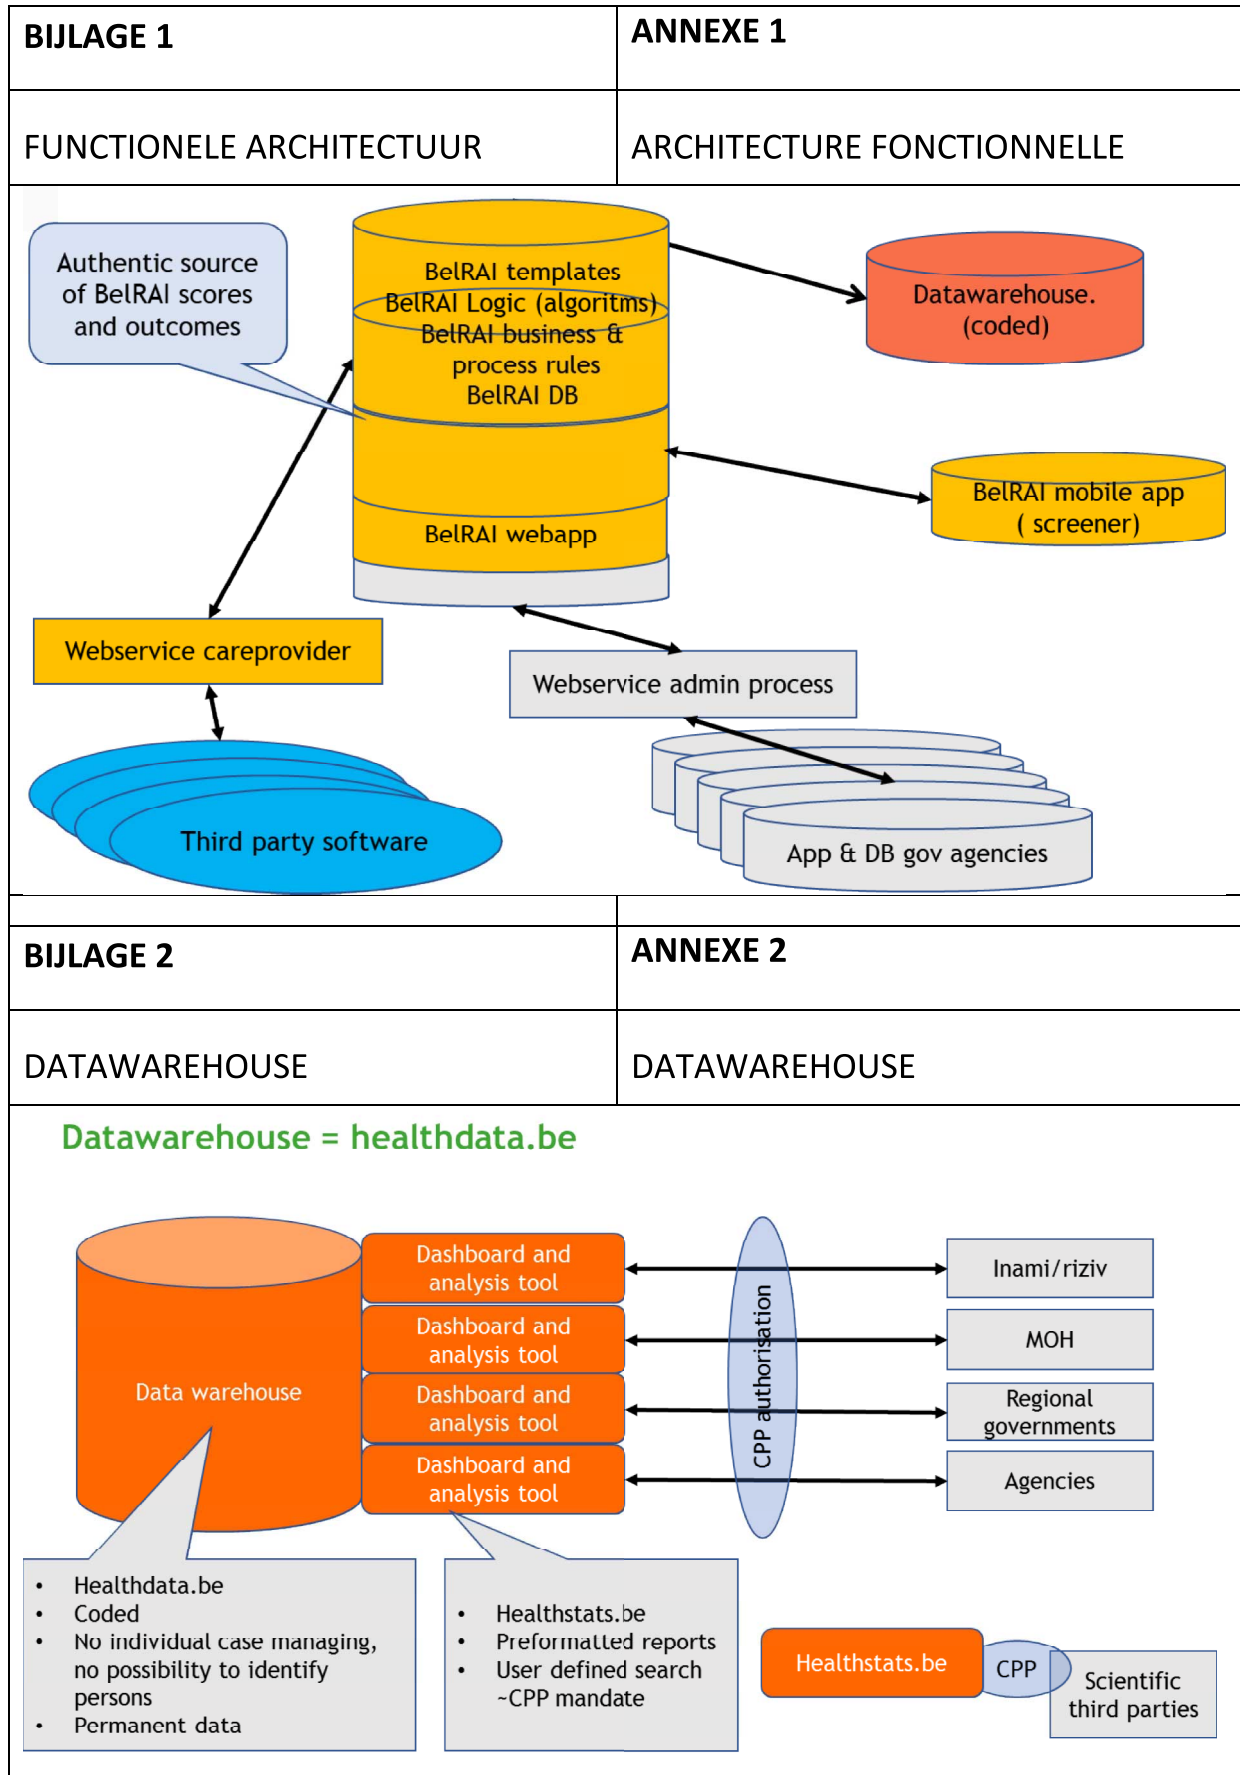 BIJLAGE 1
ANNEXE 1
FUNCTIONELE ARCHITECTUUR
ARCHITECTURE FONCTIONNELLE
Authentic source
of BelRAI scores
and outcomes
BelRAI templates
BelRAI Logic (algoritms)
BelRAI business &
process rules
BelRAI DB
BelRAI webapp
Datawarehouse.
(coded)
BelRAI mobile app
( screener)
Webservice careprovider
Webservice admin process
Third party software
App & DB gov agencies
BIJLAGE 2
ANNEXE 2
DATAWAREHOUSE
DATAWAREHOUSE
Datawarehouse = healthdata.be
Data warehouse
Dashboard and
analysis tool
Dashboard and
analysis tool
Dashboard and
analysis tool
Dashboard and
analysis tool
CPP authorisation
Inami/riziv
MOH
Regional
governments
Agencies
• Healthdata.be
• Coded
• No individual case managing,
no possibility to identify
persons
• Permanent data
• Healthstats.be
• Preformatted reports
• User defined search
~CPP mandate
Healthstats.be
CPP
Scientific
third parties